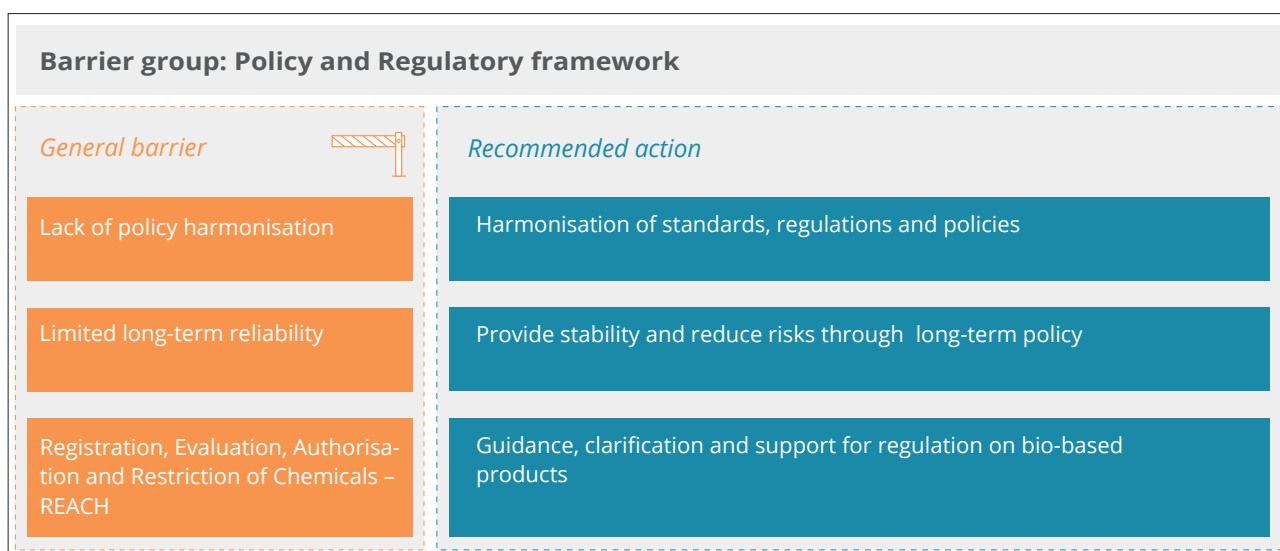 Barrier group: Policy and Regulatory framework
General barrier
Recommended action
Lack of policy harmonisation
Harmonisation of standards, regulations and policies
Limited long-term reliability
Provide stability and reduce risks through  long-term policy
Registration, Evaluation, Authorisa-
tion and Restriction of Chemicals –
REACH
Guidance, clarification and support for regulation on bio-based
products